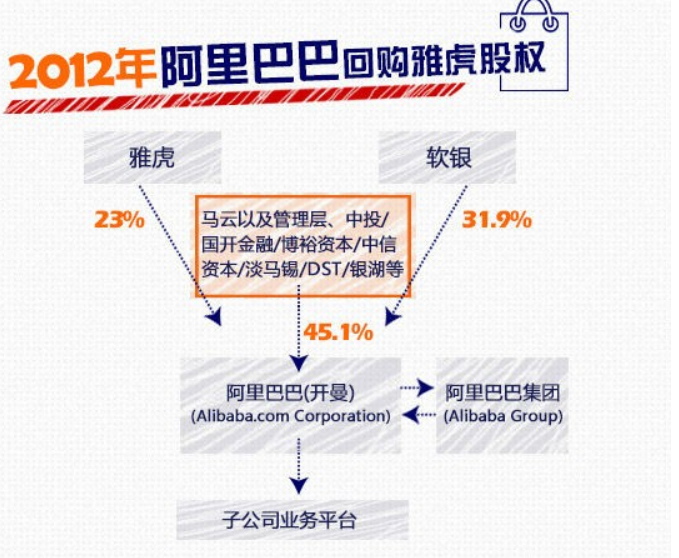 2012年阿里巴巴回购雅虎股权
雅虎
软银
23%
马云以及管理层、中投/
国开金融/博裕资本/中信
资本/淡马锡/DST/银湖等
31.9%
45.1%
阿里巴巴(开曼)
(Alibaba.com Corporation)
阿里巴巴集团
(Alibaba Group)
子公司业务平台